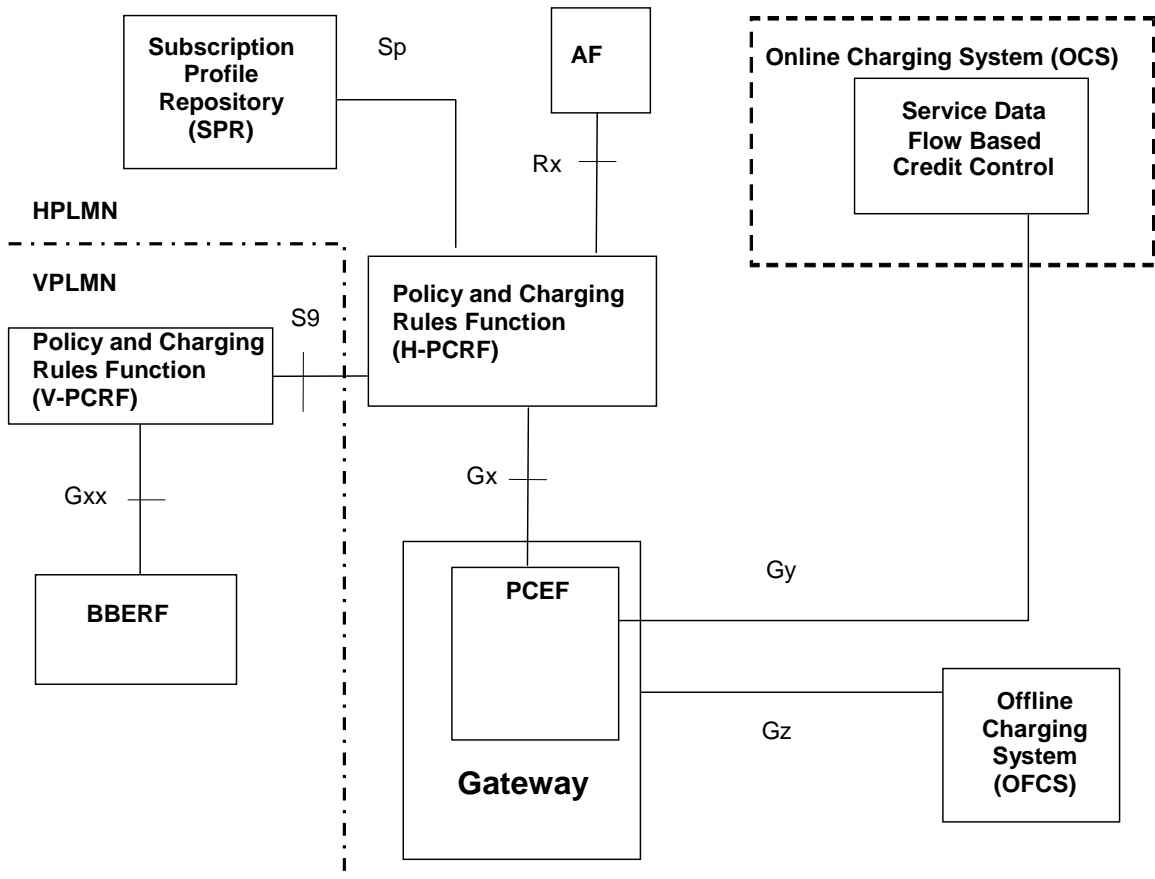 Subscription
Profile
Repository
(SPR)
Sp
AF
Online Charging System (OCS)
Service Data
Flow Based
Credit Control
Rx
HPLMN
VPLMN
Policy and Charging
Rules Function
(H-PCRF)
S9
Policy and Charging
Rules Function
(V-PCRF)
Gxx
Gx
BBERF
PCEF
Gy
Gz
Offline
Charging
System
(OFCS)
Gateway